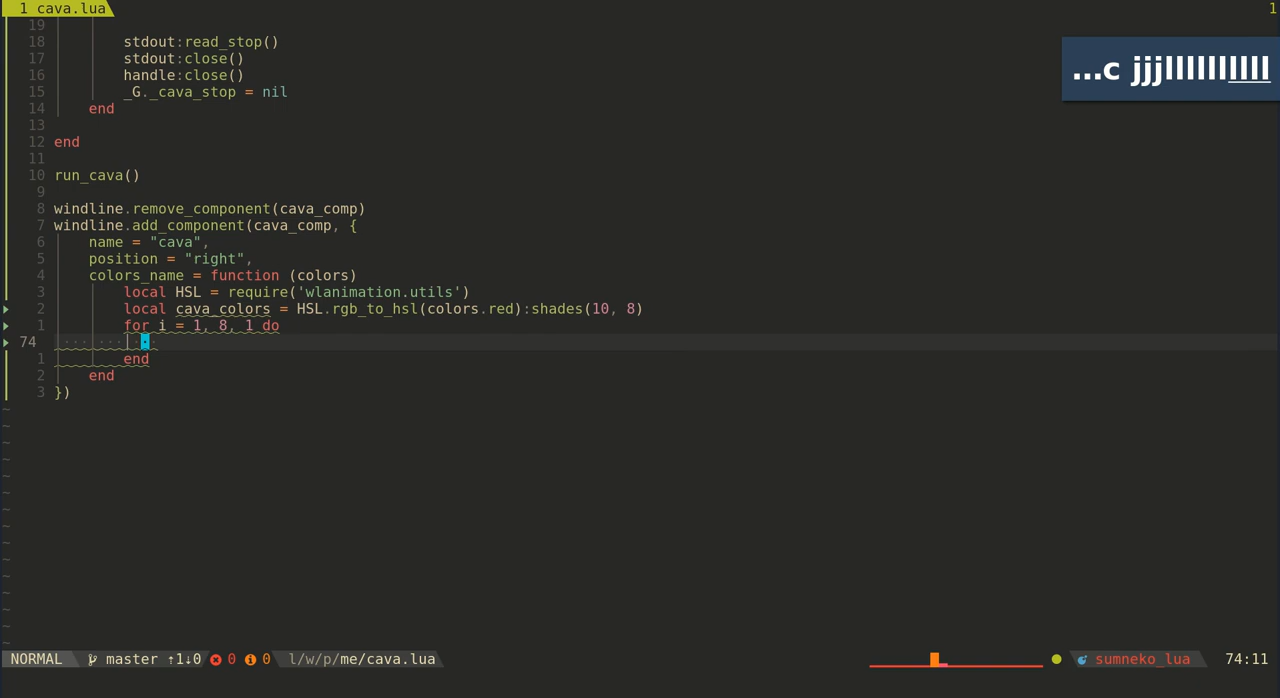 1 cava.lua 1
19
18 stdout:read_stop()
17 stdout:close()
16 handle:close()
15 _G._cava_stop = nil
14 end
13
12 end
11
10 run_cava()
9
8 windline.remove_component(cava_comp)
7 windline.add_component(cava_comp, {
6 name = "cava",
5 position = "right",
4 colors_name = function (colors)
3 local HSL = require('wlanimation.utils')
2 local cava_colors = HSL.rgb_to_hsl(colors.red):shades(10, 8)
1 for i = 1, 8, 1 do
74
1 end
2 end
3 })
...c jjjllllllllll
NORMAL master ↑1↓0 0 0 l/w/p/me/cava.lua sumneko_lua 74:11